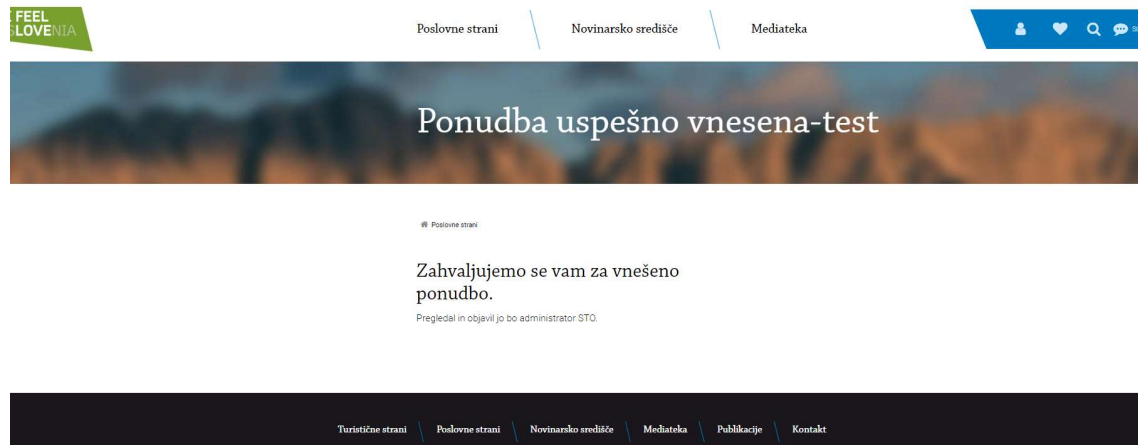 FEEL
SLOVENIA
Poslovne strani
Novinarsko središče
Mediateka
Ponudba uspešno vnesena-test
Poslovne strani
Zahvaljujemo se vam za vnešeno
ponudbo.
Pregledal in objavil jo bo administrator STO.
Turistične strani
Poslovne strani
Novinarsko središče
Mediateka
Publikacije
Kontakt